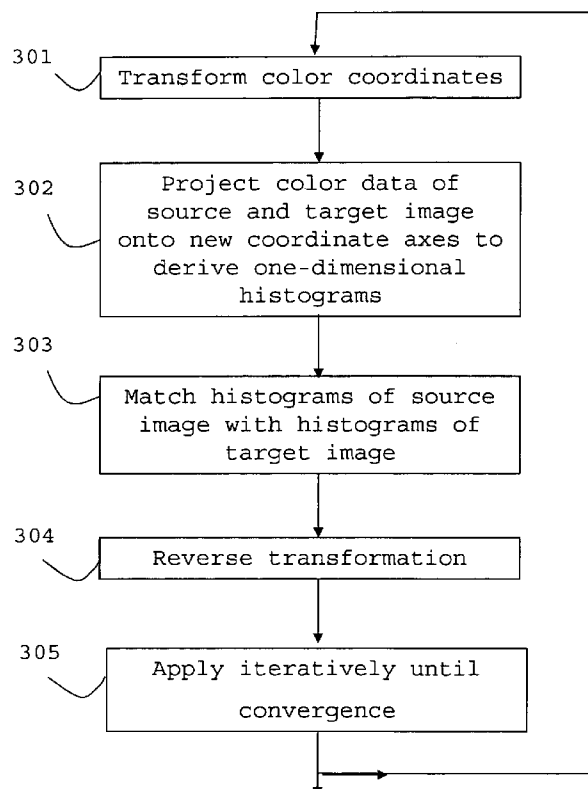 301
Transform color coordinates
302
Project color data of
source and target image
onto new coordinate axes to
derive one-dimensional
histograms
303
Match histograms of source
image with histograms of
target image
304
Reverse transformation
305
Apply iteratively until
convergence